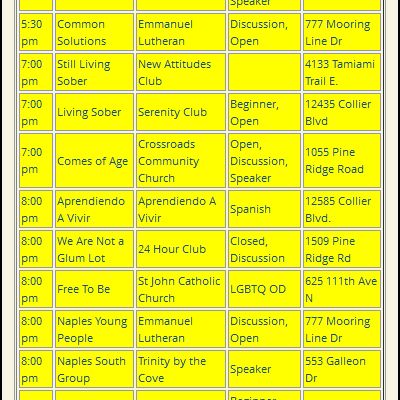 Speaker
5:30 pm Common Solutions Emmanuel Lutheran Discussion, Open 777 Mooring Line Dr
7:00 pm Still Living Sober New Attitudes Club 4133 Tamiami Trail E.
7:00 pm Living Sober Serenity Club Beginner, Open 12435 Collier Blvd
7:00 pm Comes of Age Crossroads Community Church Open, Discussion, Speaker 1055 Pine Ridge Road
8:00 pm Aprendiendo A Vivir Aprendiendo A Vivir Spanish 12585 Collier Blvd.
8:00 pm We Are Not a Glum Lot 24 Hour Club Closed, Discussion 1509 Pine Ridge Rd
8:00 pm Free To Be St John Catholic Church LGBTQ OD 625 111th Ave N
8:00 pm Naples Young People Emmanuel Lutheran Discussion, Open 777 Mooring Line Dr
8:00 pm Naples South Group Trinity by the Cove Speaker 553 Galleon Dr